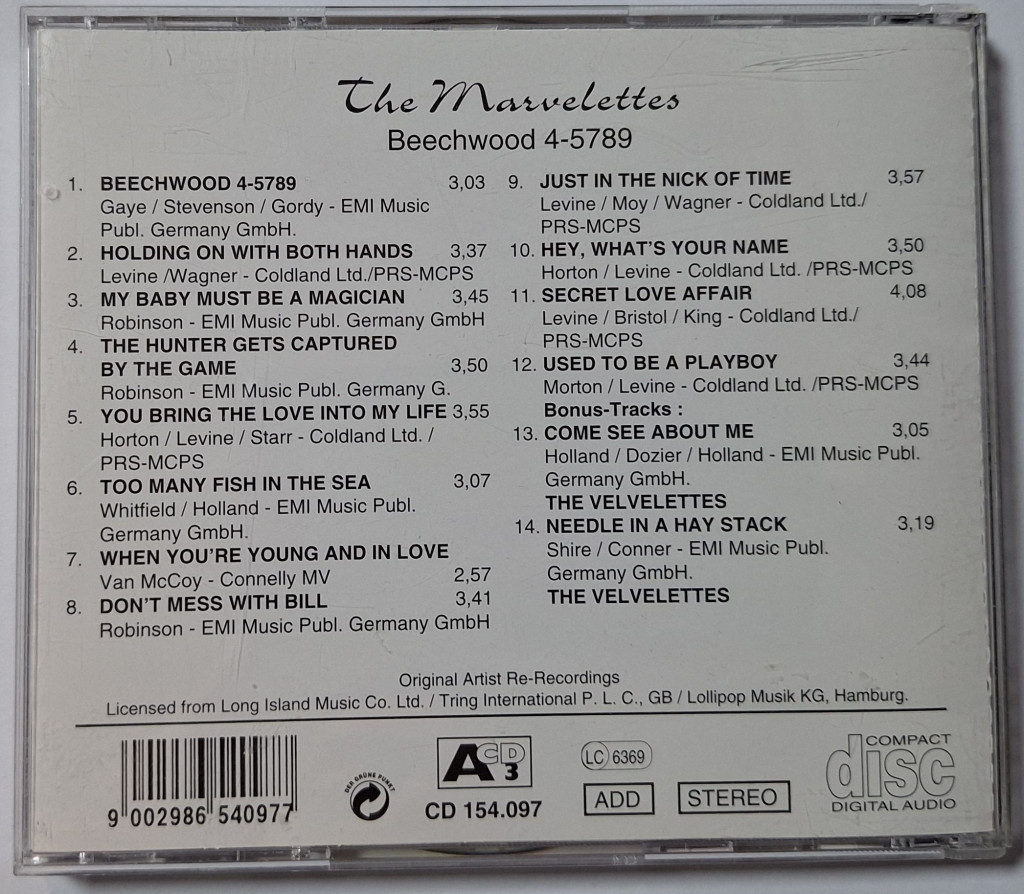 The Marvelettes
Beechwood 4-5789
1. BEECHWOOD 4-5789 3,03
Gaye / Stevenson / Gordy - EMI Music
Publ. Germany GmbH.
2. HOLDING ON WITH BOTH HANDS 3,37
Levine /Wagner - Coldland Ltd./PRS-MCPS
3. MY BABY MUST BE A MAGICIAN 3,45
Robinson - EMI Music Publ. Germany GmbH
4. THE HUNTER GETS CAPTURED
BY THE GAME 3,50
Robinson - EMI Music Publ. Germany G.
5. YOU BRING THE LOVE INTO MY LIFE 3,55
Horton / Levine / Starr - Coldland Ltd. /
PRS-MCPS
6. TOO MANY FISH IN THE SEA 3,07
Whitfield / Holland - EMI Music Publ.
Germany GmbH.
7. WHEN YOU'RE YOUNG AND IN LOVE
Van McCoy - Connelly MV 2,57
8. DON'T MESS WITH BILL 3,41
Robinson - EMI Music Publ. Germany GmbH
9. JUST IN THE NICK OF TIME 3,57
Levine / Moy / Wagner - Coldland Ltd./
PRS-MCPS
10. HEY, WHAT'S YOUR NAME 3,50
Horton / Levine - Coldland Ltd. /PRS-MCPS
11. SECRET LOVE AFFAIR 4,08
Levine / Bristol / King - Coldland Ltd./
PRS-MCPS
12. USED TO BE A PLAYBOY 3,44
Morton / Levine - Coldland Ltd. /PRS-MCPS
Bonus-Tracks :
13. COME SEE ABOUT ME 3,05
Holland / Dozier / Holland - EMI Music Publ.
Germany GmbH.
THE VELVELETTES
14. NEEDLE IN A HAY STACK 3,19
Shire / Conner - EMI Music Publ.
Germany GmbH.
THE VELVELETTES
Original Artist Re-Recordings
Licensed from Long Island Music Co. Ltd. / Tring International P. L. C., GB / Lollipop Musik KG, Hamburg.
9 002986 540977
DER GRÜNE PUNKT
ACD 3
CD 154.097
LC 6369
ADD
STEREO
COMPACT
disc
DIGITAL AUDIO